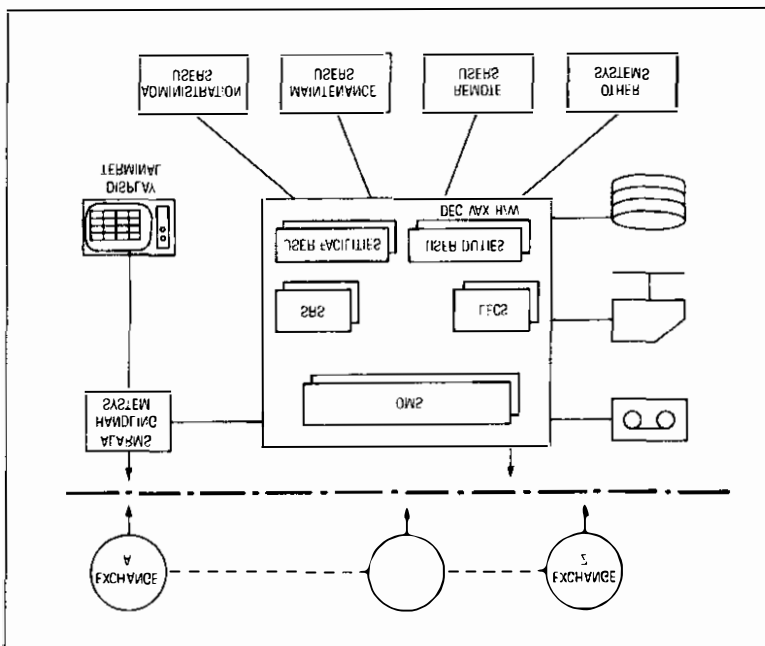 EXCHANGE
A
EXCHANGE
Z
ALARMS
HANDLING
SYSTEM
OMS
SRS
LECS
USER FACILITIES
USER DUTIES
DEC VAX H/W
DISPLAY
TERMINAL
ADMINISTRATION
USERS
MAINTENANCE
USERS
REMOTE
USERS
OTHER
SYSTEMS